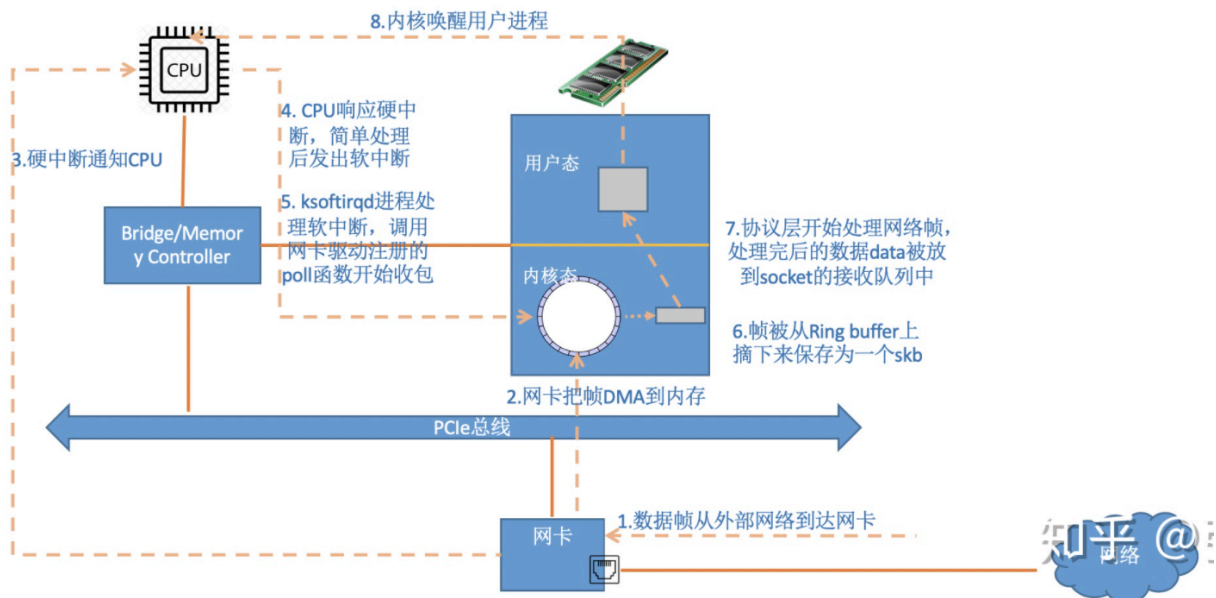 8.内核唤醒用户进程
CPU
4. CPU响应硬中
断，简单处理
后发出软中断
3.硬中断通知CPU
用户态
5. ksoftirqd进程处
理软中断，调用
网卡驱动注册的
poll函数开始收包
Bridge/Memor
y Controller
7.协议层开始处理网络帧，
处理完后的数据data被放
到socket的接收队列中
内核态
6.帧被从Ring buffer上
摘下来保存为一个skb
2.网卡把帧DMA到内存
PCIe总线
1.数据帧从外部网络到达网卡
网卡
知乎 @
网络